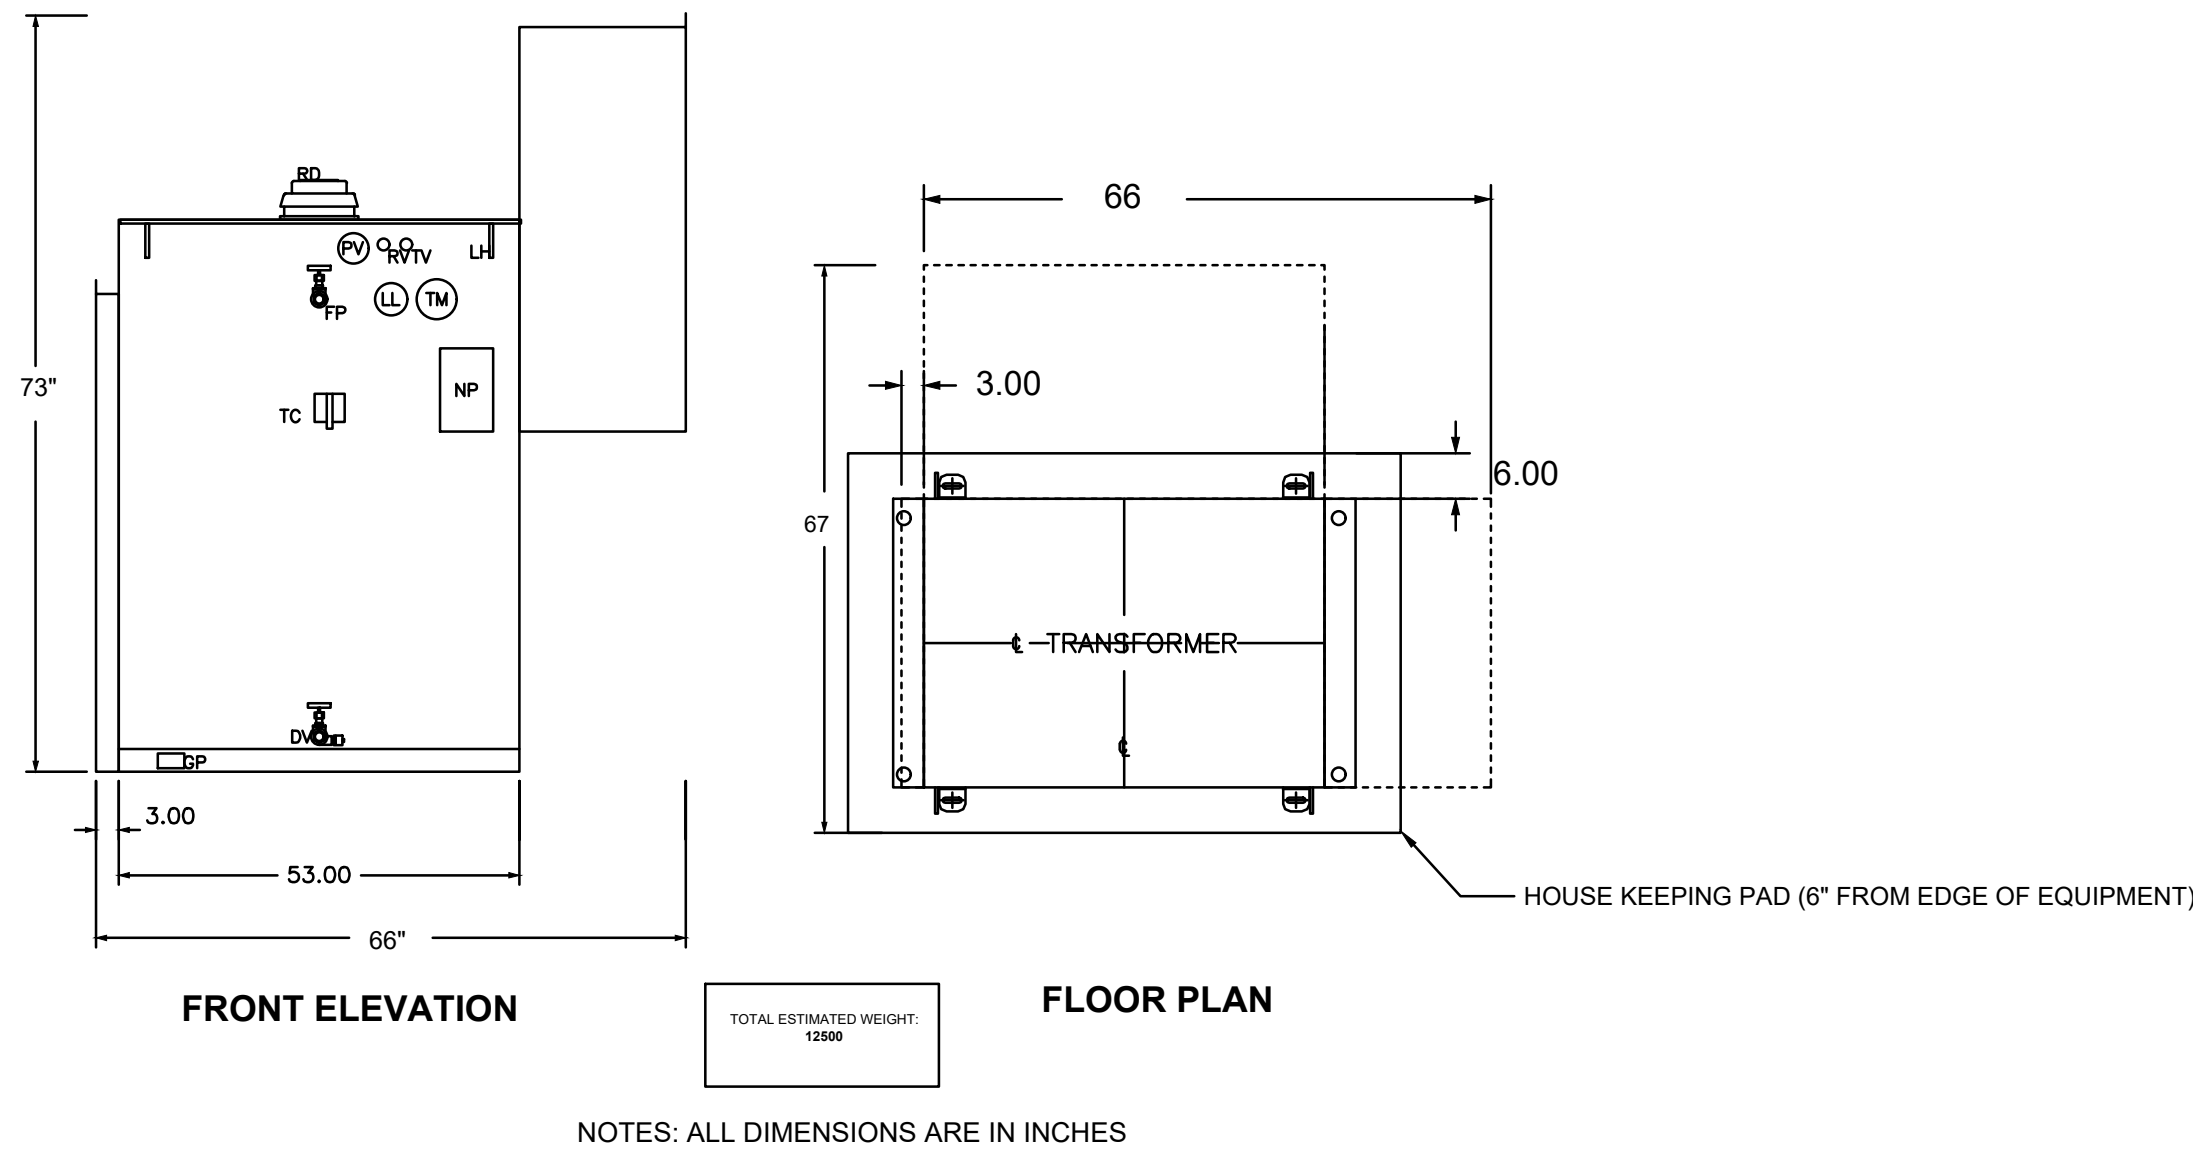 RD
PV
RV
TV
LH
LL
TM
FP
73"
NP
TC
DV
GP
3.00
53.00
66"
FRONT ELEVATION
66
3.00
6.00
67
℄ TRANSFORMER
℄
HOUSE KEEPING PAD (6" FROM EDGE OF EQUIPMENT)
FLOOR PLAN
TOTAL ESTIMATED WEIGHT:
12500
NOTES: ALL DIMENSIONS ARE IN INCHES